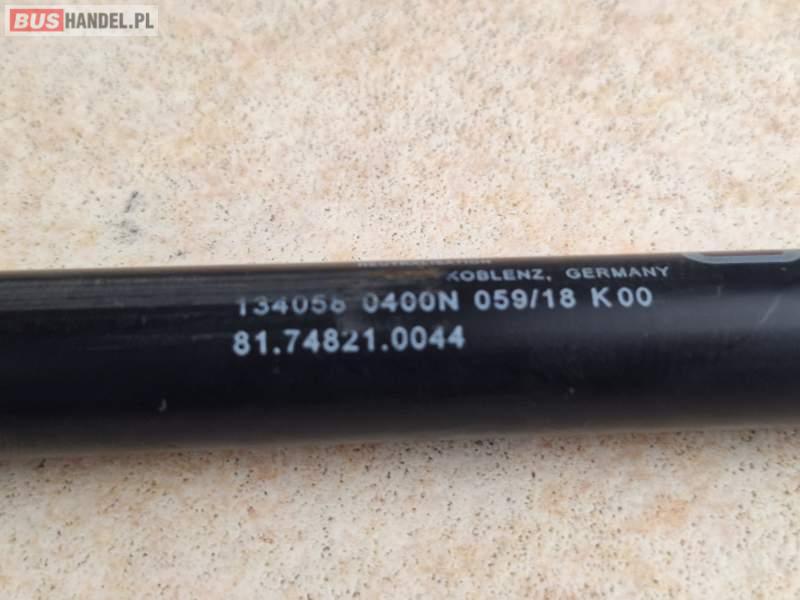 BUSHANDEL.PL
KOBLENZ, GERMANY
134058 0400N 059/18 K00
81.74821.0044